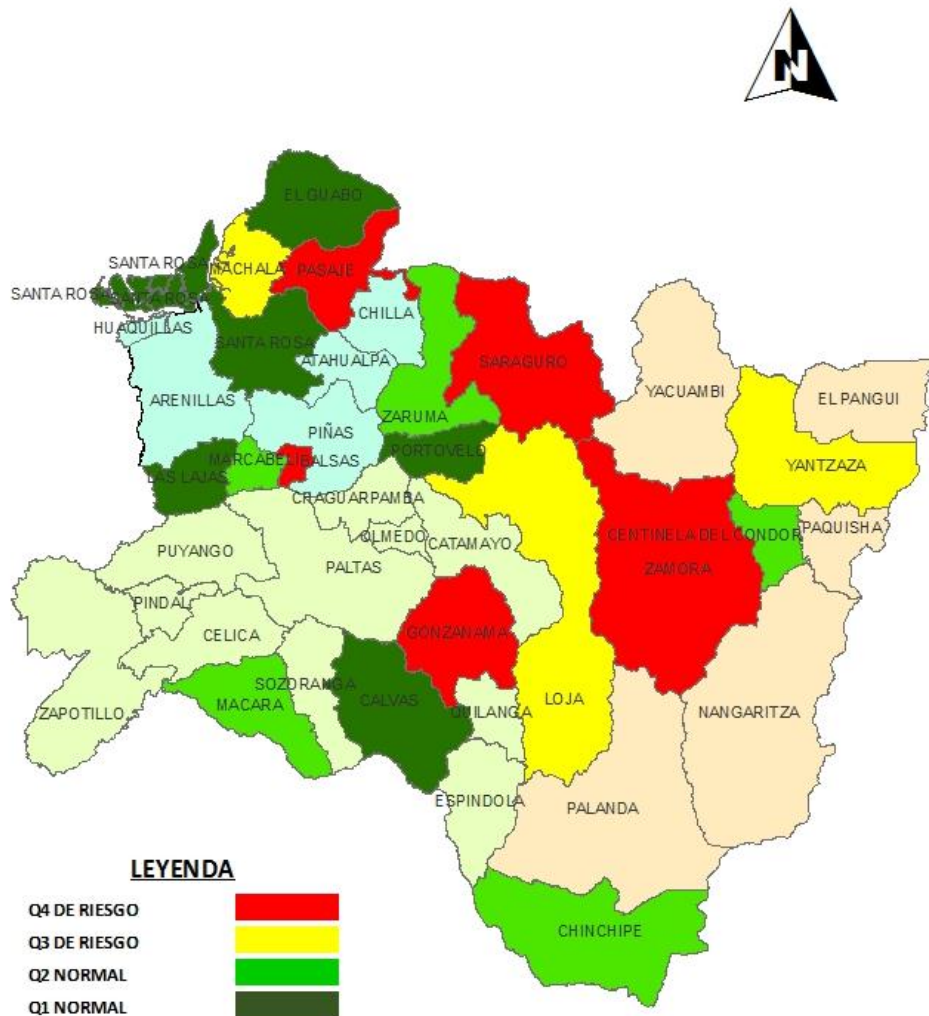 N
EL GUABO
SANTA ROSA
MACHALA
PASAJE
SANTA ROSA
SANTA ROSA
HUAQUILLAS
CHILLA
SANTA ROSA
ATAHUALPA
SARAGURO
YACUAMBI
EL PANGUI
ARENILLAS
ZARUMA
PIÑAS
PORTOVELO
YANTZAZA
MARCABELI
BALSAS
LAS LAJAS
CRAGUARPAMBA
PAQUISHA
CENTINELA DEL CONDOR
OLMEDO
CATAMAYO
PUYANGO
PALTAS
ZAMORA
PINDAL
CELICA
GONZANAMA
SOZORANGA
CALVAS
LOJA
NANGARITZA
ZAPOTILLO
MACARA
QUILANGA
ESPINDOLA
PALANDA
CHINCHIPE
LEYENDA
Q4 DE RIESGO
Q3 DE RIESGO
Q2 NORMAL
Q1 NORMAL